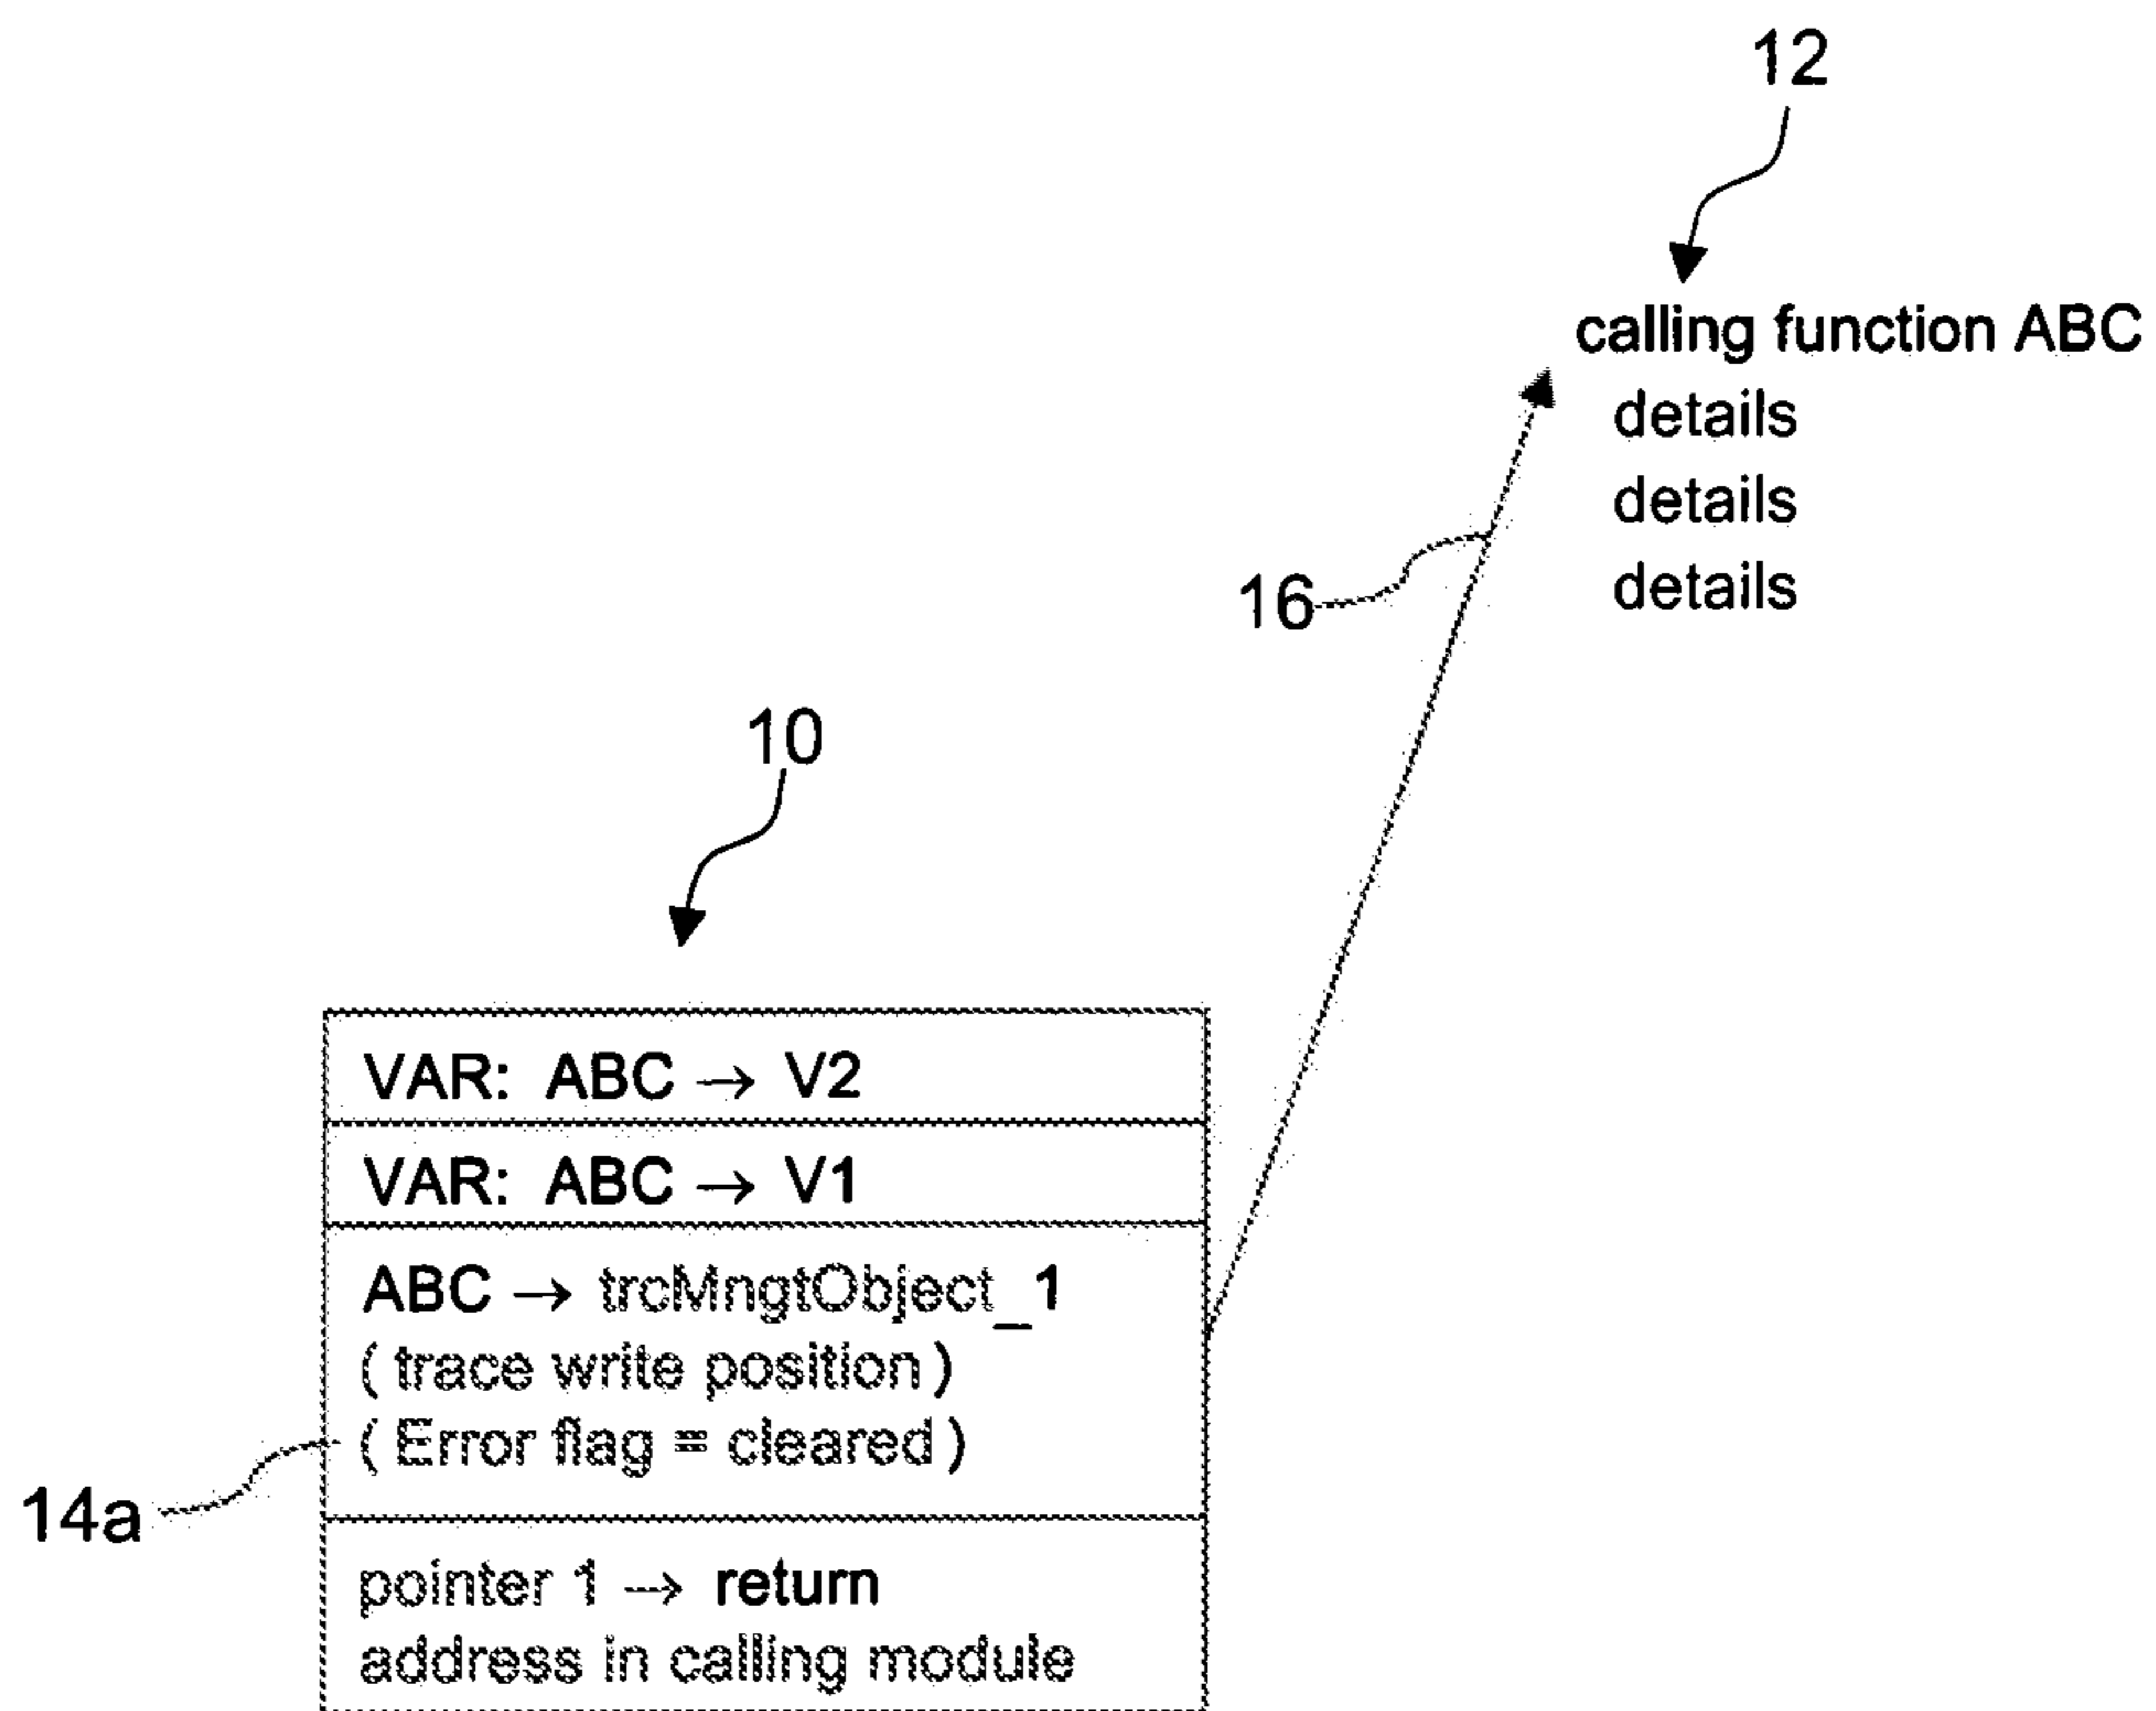 12
calling function ABC
details
details
details
16
10
VAR: ABC → V2
VAR: ABC → V1
ABC → trcMngtObject_1
( trace write position )
( Error flag = cleared )
14a
pointer 1 → return
address in calling module